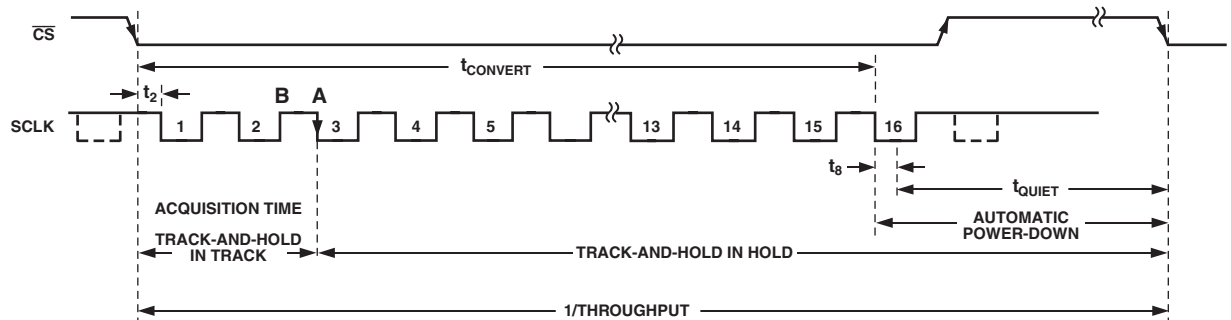 CS
tCONVERT
t2
B A
SCLK
1 2 3 4 5 13 14 15 16
t8
tQUIET
ACQUISITION TIME
AUTOMATIC
POWER-DOWN
TRACK-AND-HOLD
IN TRACK
TRACK-AND-HOLD IN HOLD
1/THROUGHPUT